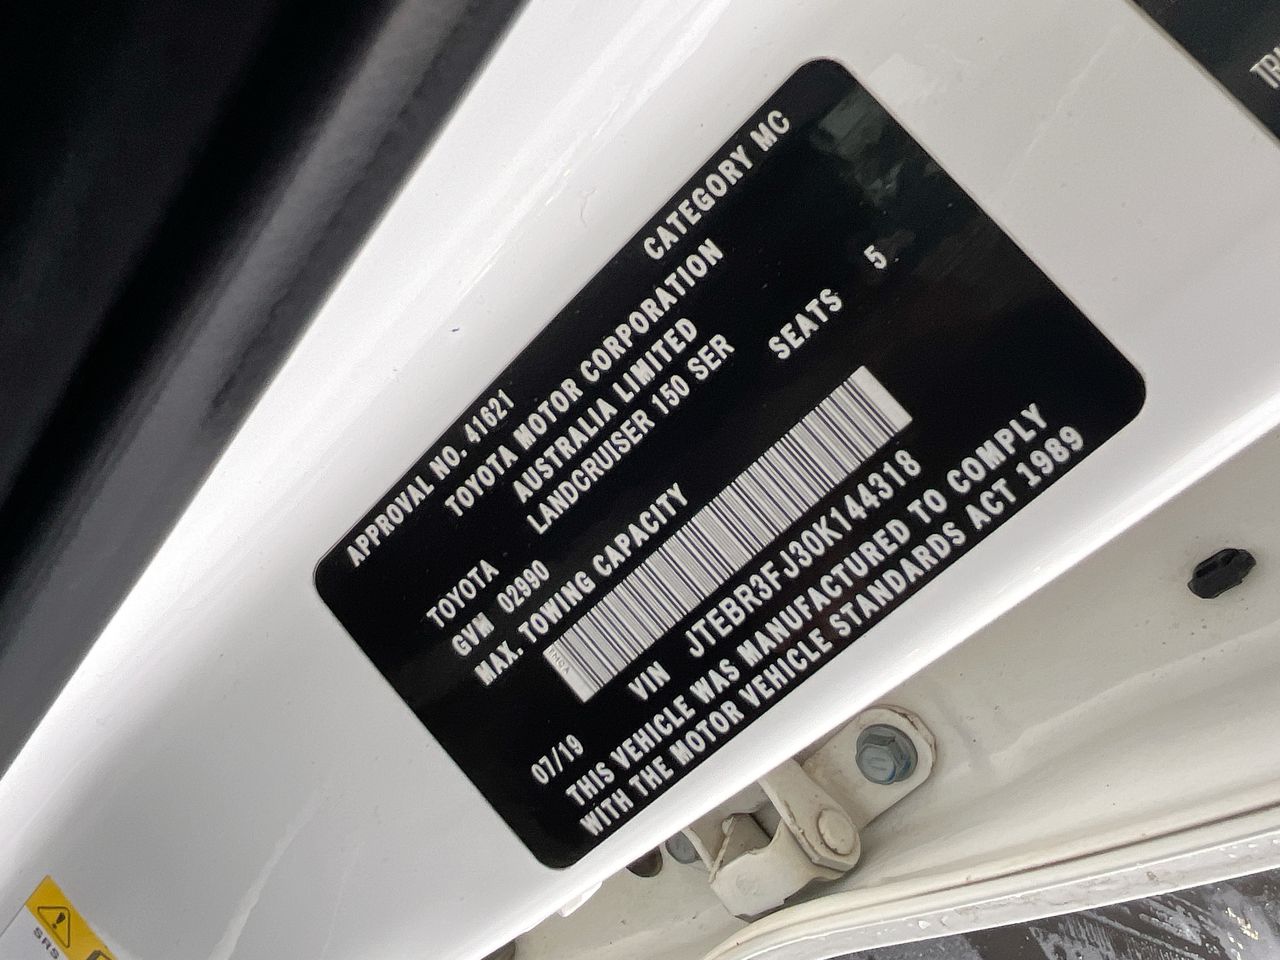 APPROVAL NO. 41621 CATEGORY MC
TOYOTA MOTOR CORPORATION
AUSTRALIA LIMITED
TOYOTA LANDCRUISER 150 SER
GVM 02990 SEATS 5
MAX. TOWING CAPACITY
07/19 VIN JTEBR3FJ30K144318
THIS VEHICLE WAS MANUFACTURED TO COMPLY
WITH THE MOTOR VEHICLE STANDARDS ACT 1989
SRS